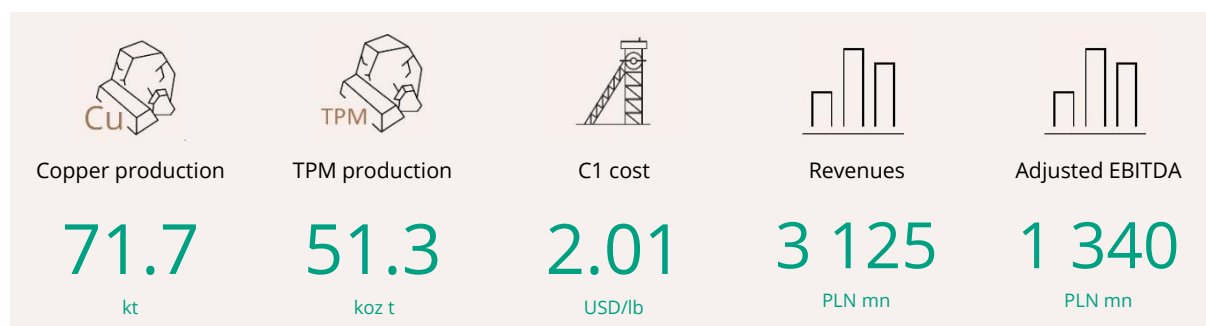 Cu
TPM
Copper production
TPM production
C1 cost
Revenues
Adjusted EBITDA
71.7
51.3
2.01
3 125
1 340
kt
koz t
USD/lb
PLN mn
PLN mn